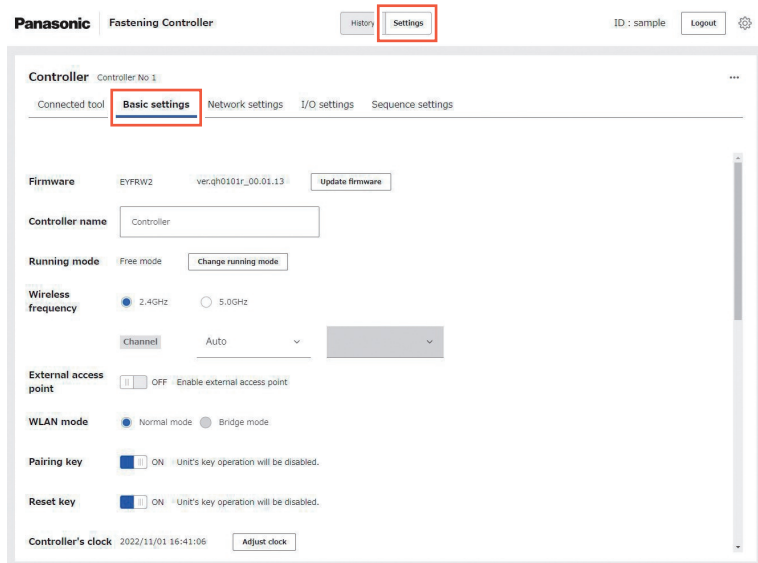 Panasonic Fastening Controller History Settings ID : sample Logout
Controller Controller No 1 ...
Connected tool Basic settings Network settings I/O settings Sequence settings
Firmware EYFRW2 ver.qh0101r_00.01.13 Update firmware
Controller name Controller
Running mode Free mode Change running mode
Wireless
frequency 2.4GHz 5.0GHz
Channel Auto
External access
point OFF Enable external access point
WLAN mode Normal mode Bridge mode
Pairing key ON Unit's key operation will be disabled.
Reset key ON Unit's key operation will be disabled.
Controller's clock 2022/11/01 16:41:06 Adjust clock